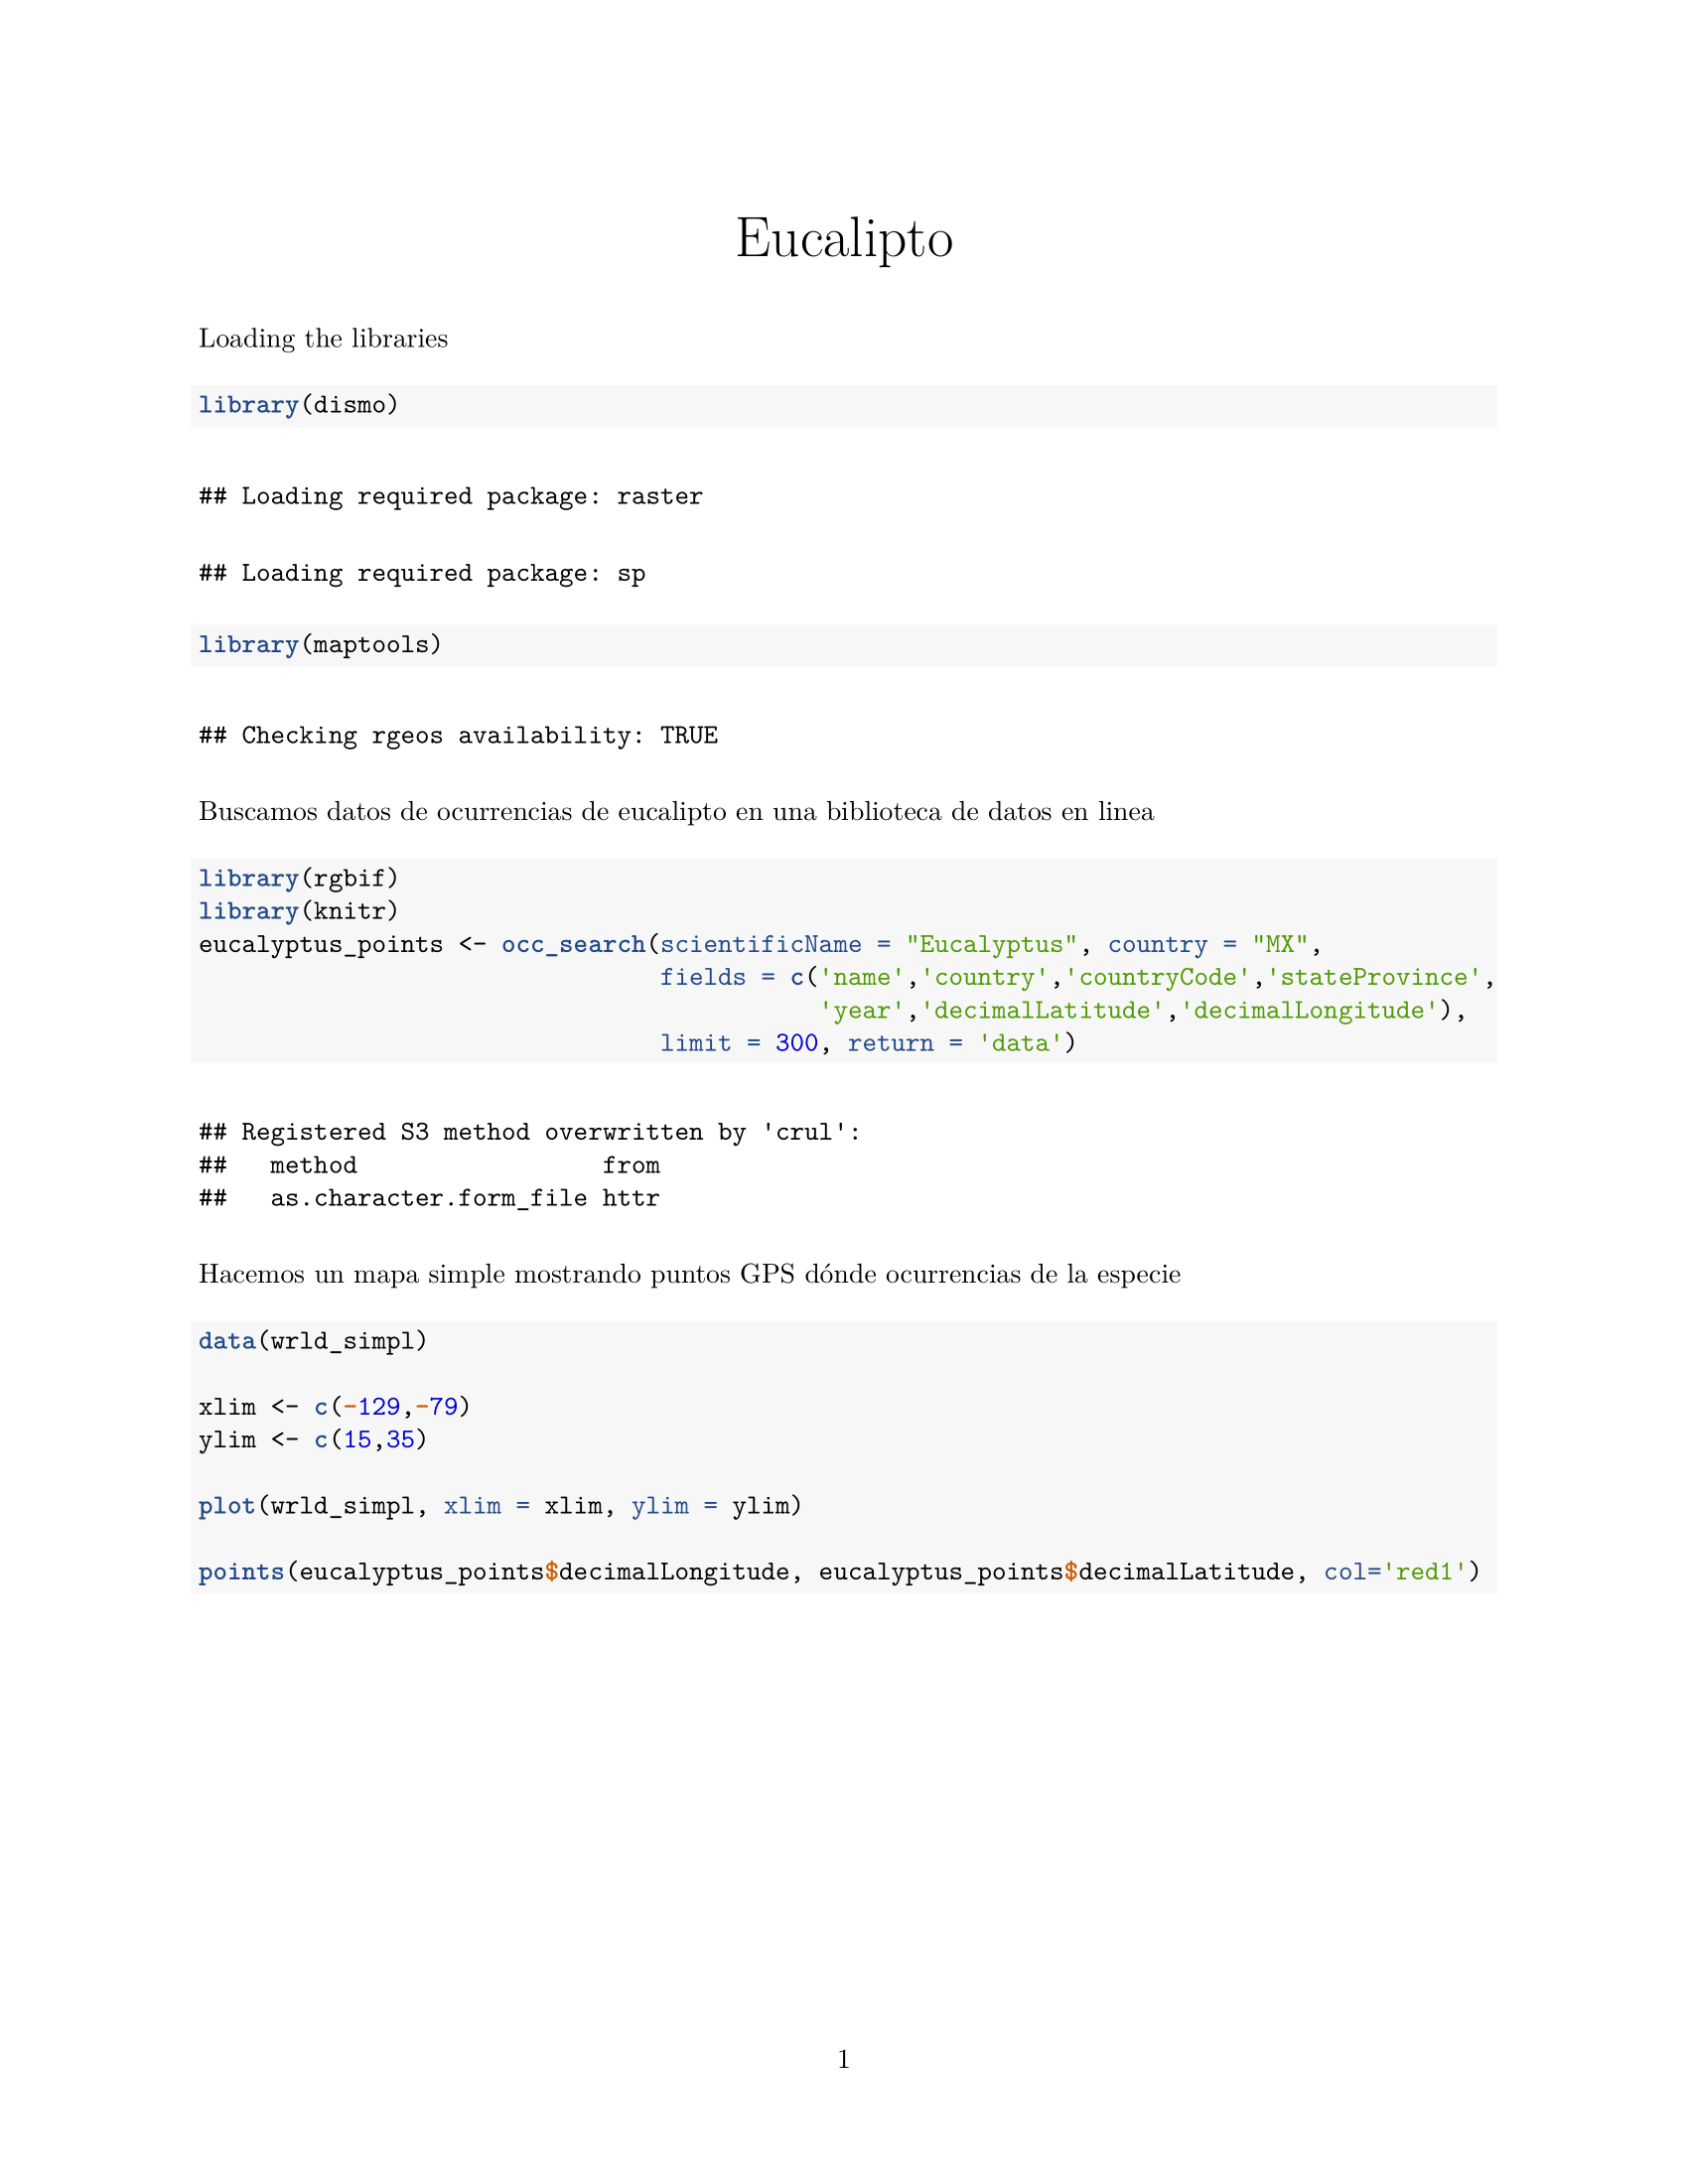 Eucalipto
Loading the libraries
library(dismo)
## Loading required package: raster
## Loading required package: sp
library(maptools)
## Checking rgeos availability: TRUE
Buscamos datos de ocurrencias de eucalipto en una biblioteca de datos en linea
library(rgbif)
library(knitr)
eucalyptus_points <- occ_search(scientificName = "Eucalyptus", country = "MX",
                                fields = c('name','country','countryCode','stateProvince',
                                           'year','decimalLatitude','decimalLongitude'),
                                limit = 300, return = 'data')
## Registered S3 method overwritten by 'crul':
##   method                 from
##   as.character.form_file httr
Hacemos un mapa simple mostrando puntos GPS dónde ocurrencias de la especie
data(wrld_simpl)
xlim <- c(-129,-79)
ylim <- c(15,35)
plot(wrld_simpl, xlim = xlim, ylim = ylim)
points(eucalyptus_points$decimalLongitude, eucalyptus_points$decimalLatitude, col='red1')
1